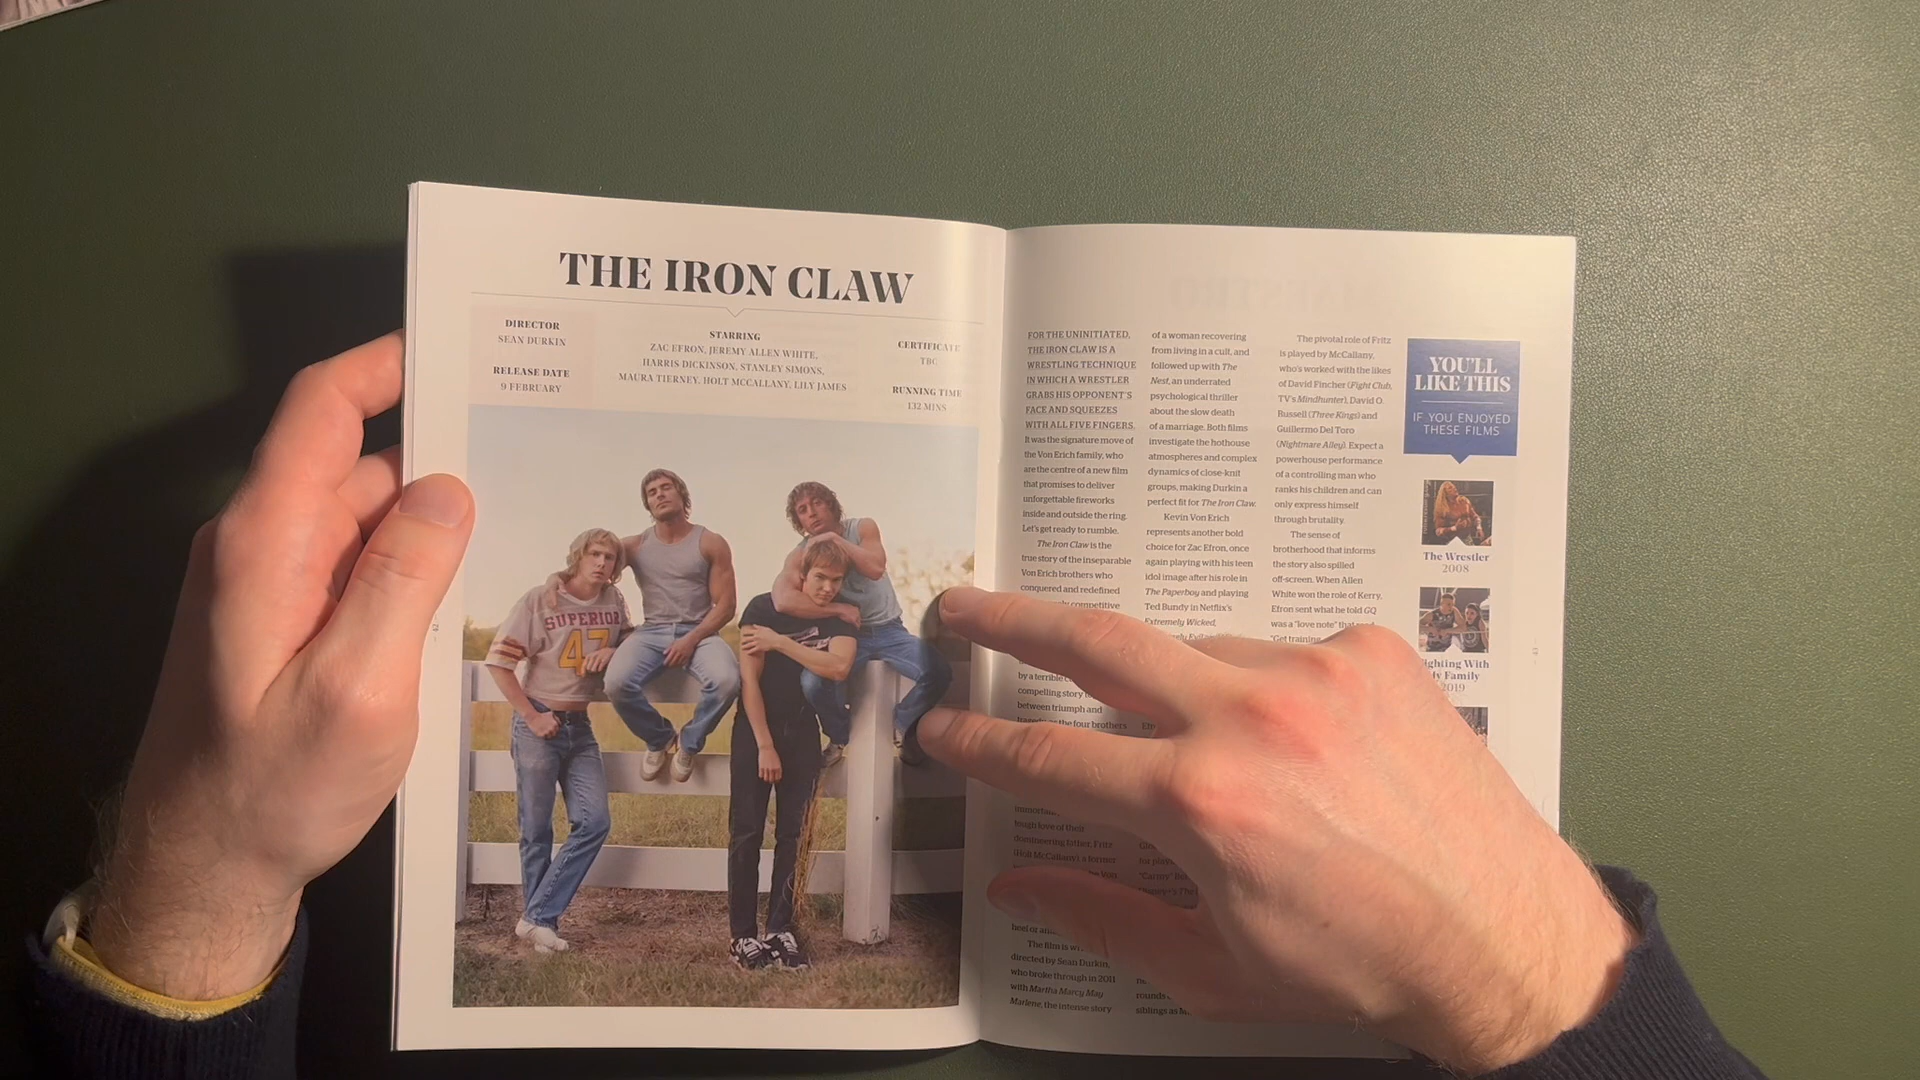 THE IRON CLAW
DIRECTOR
SEAN DURKIN
RELEASE DATE
9 FEBRUARY
STARRING
ZAC EFRON, JEREMY ALLEN WHITE,
HARRIS DICKINSON, STANLEY SIMONS,
MAURA TIERNEY, HOLT MCCALLANY, LILY JAMES
CERTIFICATE
TBC
RUNNING TIME
132 MINS
SUPERIOR
47
FOR THE UNINITIATED,
THE IRON CLAW IS A
WRESTLING TECHNIQUE
IN WHICH A WRESTLER
GRABS HIS OPPONENT'S
FACE AND SQUEEZES
WITH ALL FIVE FINGERS.
It was the signature move of
the Von Erich family, who
are the centre of a new film
that promises to deliver
unforgettable fireworks
inside and outside the ring.
Let's get ready to rumble.
The Iron Claw is the
true story of the inseparable
Von Erich brothers who
conquered and redefined
competitive
by a terrible
compelling story
between triumph and
the four brothers
tough love of their
domineering father, Fritz
(Holt McCallany) a former
Von
heel or
The film is
directed by Sean Durkin,
who broke through in 2011
with Martha Marcy May
Marlene, the intense story
of a woman recovering
from living in a cult, and
followed up with The
Nest, an underrated
psychological thriller
about the slow death
of a marriage. Both films
investigate the hothouse
atmospheres and complex
dynamics of close-knit
groups, making Durkin a
perfect fit for The Iron Claw.
Kevin Von Erich
represents another bold
choice for Zac Efron, once
again playing with his teen
idol image after his role in
The Paperboy and playing
Ted Bundy in Netflix's
Extremely Wicked,
for
"Carmy"
The
rounds
siblings as
The pivotal role of Fritz
is played by McCallany,
who's worked with the likes
of David Fincher (Fight Club,
TV's Mindhunter), David O.
Russell (Three Kings) and
Guillermo Del Toro
(Nightmare Alley). Expect a
powerhouse performance
of a controlling man who
ranks his children and can
only express himself
through brutality.
The sense of
brotherhood that informs
the story also spilled
off-screen. When Allen
White won the role of Kerry,
Efron sent what he told GQ
was a "love note" that
"Get training
YOU'LL
LIKE THIS
IF YOU ENJOYED
THESE FILMS
The Wrestler
2008
With
Family
2019